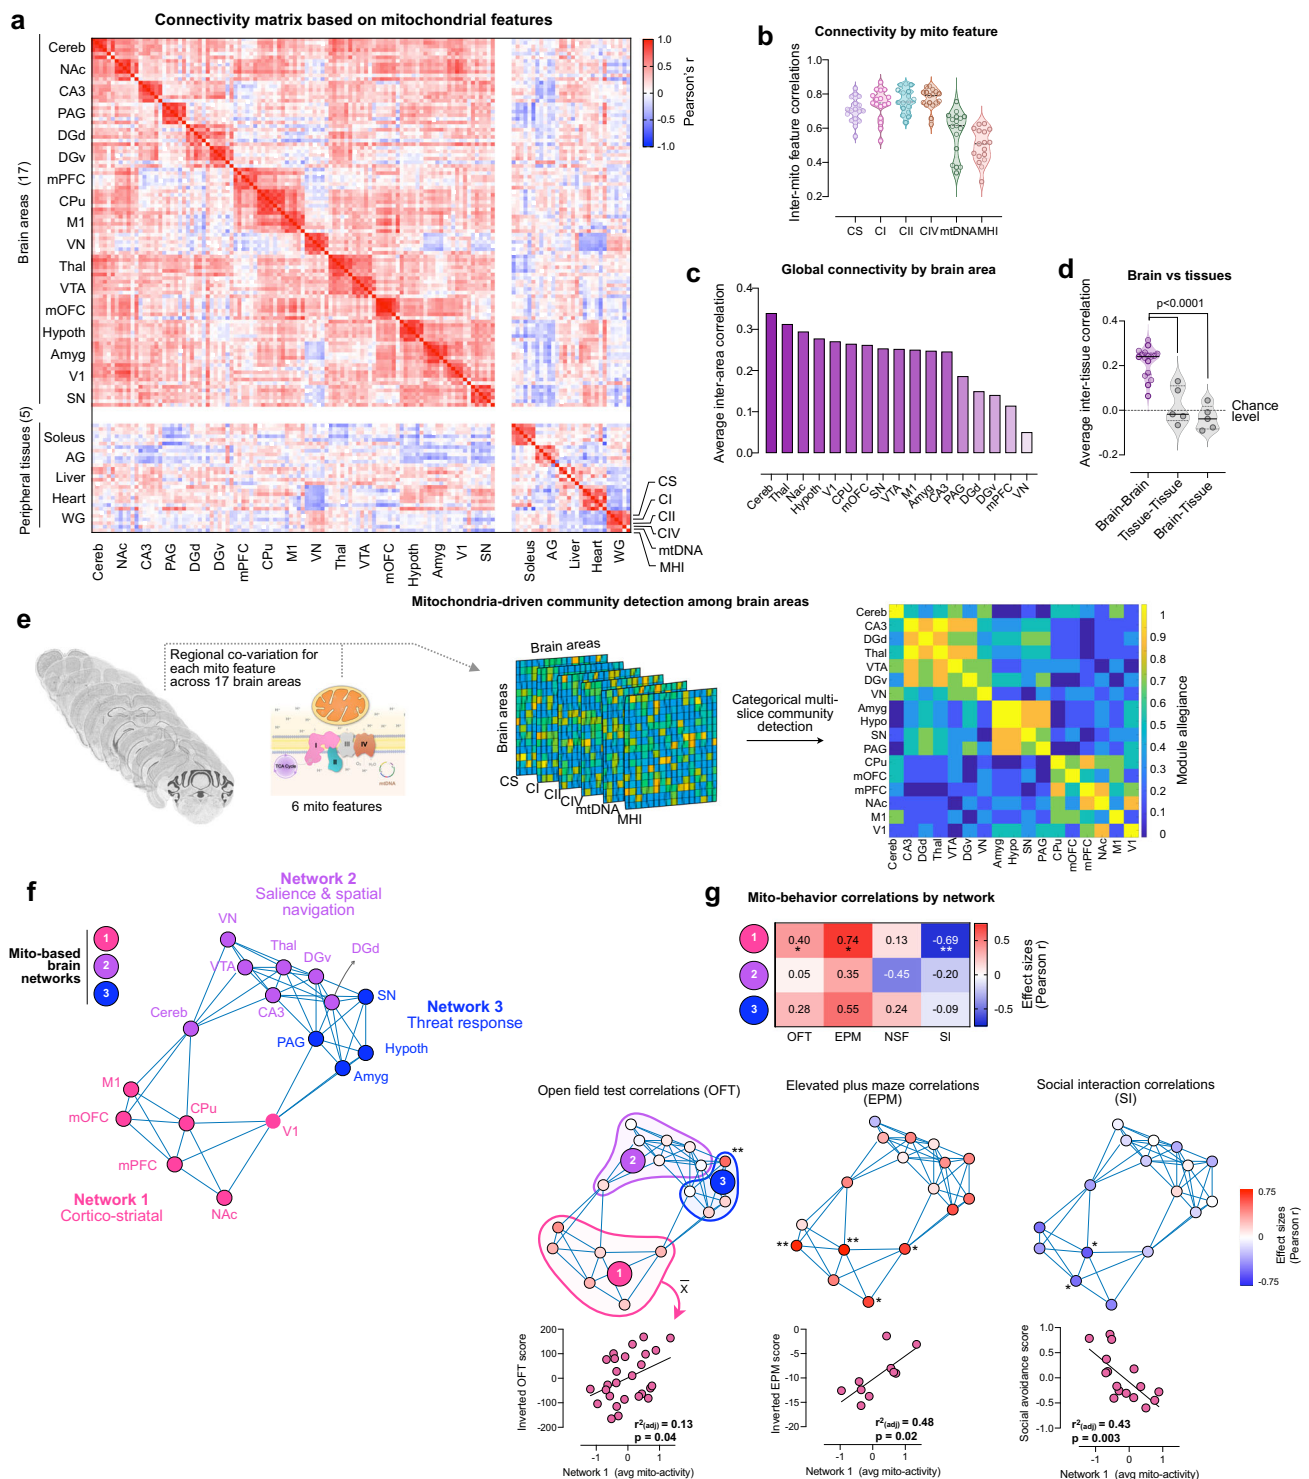 a
Connectivity matrix based on mitochondrial features
Brain areas (17)
Cereb
NAc
CA3
PAG
DGd
DGv
mPFC
CPu
M1
VN
Thal
VTA
mOFC
Hypoth
Amyg
V1
SN
Peripheral tissues (5)
Soleus
AG
Liver
Heart
WG
1.0
0.5
0
-0.5
-1.0
Pearson's r
CS
CI
CII
CIV
mtDNA
MHI
Cereb
NAc
CA3
PAG
DGd
DGv
mPFC
CPu
M1
VN
Thal
VTA
mOFC
Hypoth
Amyg
V1
SN
Soleus
AG
Liver
Heart
WG
b
Connectivity by mito feature
Inter-mito feature correlations
1.0
0.8
0.6
0.4
0.2
CS CI CII CIV mtDNA MHI
c
Global connectivity by brain area
Average inter-area correlation
0.4
0.3
0.2
0.1
0.0
Cereb
Thal
Nac
Hypoth
V1
CPU
mOFC
SN
VTA
M1
Amyg
CA3
PAG
DGd
DGv
mPFC
VN
d
Brain vs tissues
p<0.0001
Average inter-tissue correlation
0.4
0.2
0.0
-0.2
Chance
level
Brain-Brain
Tissue-Tissue
Brain-Tissue
e
Mitochondria-driven community detection among brain areas
Regional co-variation for
each mito feature
across 17 brain areas
I
II
III
IV
TCA Cycle
mtDNA
6 mito features
Brain areas
Brain areas
CS
CI
CII
CIV
mtDNA
MHI
Categorical multi-
slice community
detection
Cereb
CA3
DGd
Thal
VTA
DGv
VN
Amyg
Hypo
SN
PAG
CPu
mOFC
mPFC
NAc
M1
V1
Cereb
CA3
DGd
Thal
VTA
DGv
VN
Amyg
Hypo
SN
PAG
CPu
mOFC
mPFC
NAc
M1
V1
1
0.9
0.8
0.7
0.6
0.5
0.4
0.3
0.2
0.1
0
Module allegiance
f
Mito-based
brain
networks
1
2
3
Network 2
Salience & spatial
navigation
VN
Thal
DGv
DGd
VTA
CA3
Cereb
SN
Network 3
Threat response
PAG
Hypoth
Amyg
M1
mOFC
CPu
V1
mPFC
NAc
Network 1
Cortico-striatal
g
Mito-behavior correlations by network
1
0.40 0.74 0.13 -0.69
* * **
2
0.05 0.35 -0.45 -0.20
3
0.28 0.55 0.24 -0.09
OFT EPM NSF SI
0.5
0
-0.5
Effect sizes
(Pearson r)
Open field test correlations (OFT)
2
3
**
1
x̄
Elevated plus maze correlations
(EPM)
**
**
*
*
Social interaction correlations
(SI)
*
*
0.75
0
-0.75
Effect sizes
(Pearson r)
Inverted OFT score
200
100
0
-100
-200
r²(adj) = 0.13
p = 0.04
-1 0 1
Network 1 (avg mito-activity)
Inverted EPM score
0
-5
-10
-15
-20
r²(adj) = 0.48
p = 0.02
-1 0 1
Network 1 (avg mito-activity)
Social avoidance score
1.0
0.5
0.0
-0.5
-1.0
r²(adj) = 0.43
p = 0.003
-1 0 1
Network 1 (avg mito-activity)